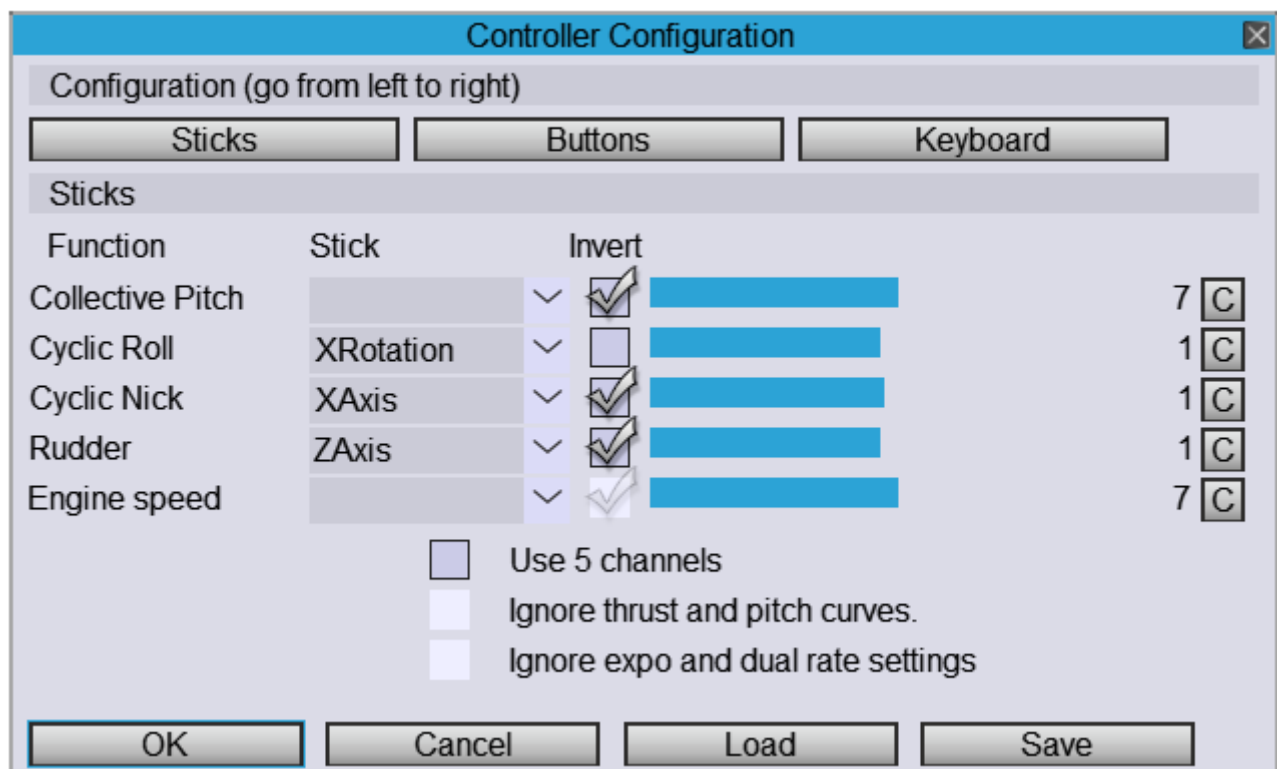 Controller Configuration
Configuration (go from left to right)
Sticks Buttons Keyboard
Sticks
Function Stick Invert
Collective Pitch 7 C
Cyclic Roll XRotation 1 C
Cyclic Nick XAxis 1 C
Rudder ZAxis 1 C
Engine speed 7 C
Use 5 channels
Ignore thrust and pitch curves.
Ignore expo and dual rate settings
OK Cancel Load Save